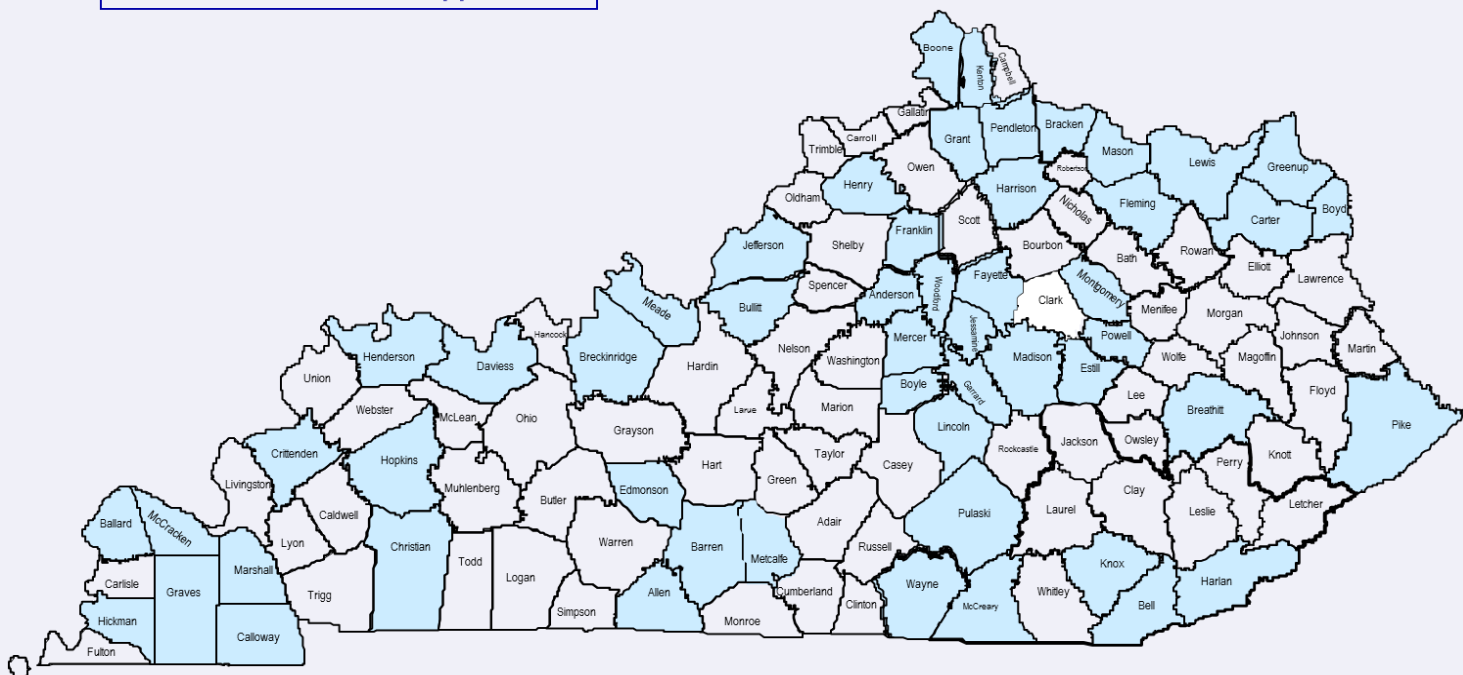 Boone
Kenton
Campbell
Gallatin
Carroll
Trimble
Grant
Pendleton
Bracken
Mason
Lewis
Greenup
Owen
Henry
Oldham
Harrison
Robertson
Fleming
Nicholas
Carter
Boyd
Scott
Franklin
Shelby
Jefferson
Bourbon
Bath
Rowan
Elliott
Lawrence
Spencer
Bullitt
Anderson
Woodford
Fayette
Clark
Montgomery
Menifee
Morgan
Johnson
Martin
Meade
Hancock
Breckinridge
Henderson
Daviess
Union
Webster
McLean
Ohio
Hardin
Nelson
Washington
Mercer
Jessamine
Madison
Powell
Estill
Wolfe
Magoffin
Floyd
Pike
Larue
Marion
Boyle
Garrard
Lee
Breathitt
Lincoln
Rockcastle
Jackson
Owsley
Perry
Knott
Grayson
Hart
Green
Taylor
Casey
Crittenden
Hopkins
Livingston
Muhlenberg
Butler
Edmonson
Caldwell
Ballard
McCracken
Lyon
Christian
Todd
Logan
Warren
Barren
Metcalfe
Adair
Russell
Pulaski
Laurel
Clay
Leslie
Letcher
Carlisle
Graves
Marshall
Trigg
Simpson
Allen
Monroe
Cumberland
Clinton
Wayne
McCreary
Whitley
Knox
Bell
Harlan
Hickman
Calloway
Fulton